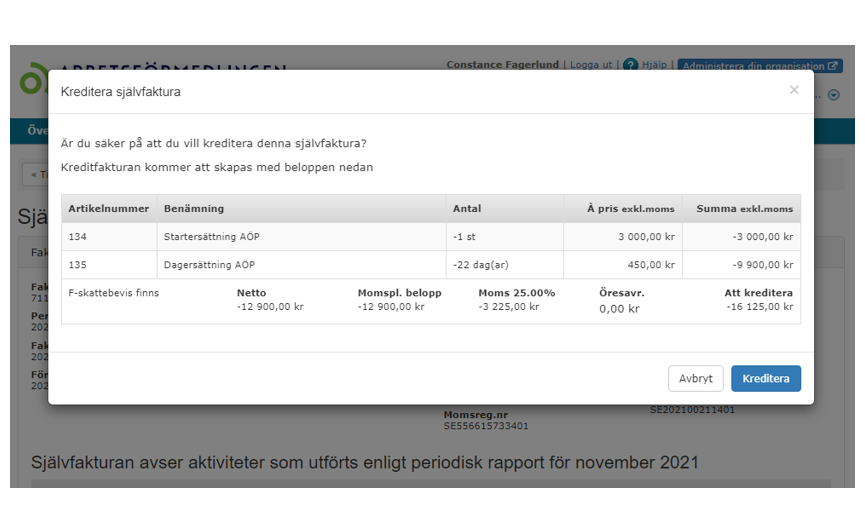 Constance Fagerlund | Logga ut | ? Hjälp | Administrera din organisation
Kreditera självfaktura ×
Är du säker på att du vill kreditera denna självfaktura?
Kreditfakturan kommer att skapas med beloppen nedan
Artikelnummer Benämning Antal À pris exkl.moms Summa exkl.moms
134 Startersättning AÖP -1 st 3 000,00 kr -3 000,00 kr
135 Dagersättning AÖP -22 dag(ar) 450,00 kr -9 900,00 kr
F-skattebevis finns Netto Momspl. belopp Moms 25.00% Öresavr. Att kreditera
-12 900,00 kr -12 900,00 kr -3 225,00 kr 0,00 kr -16 125,00 kr
Avbryt Kreditera
Momsreg.nr
SE556615733401
SE202100211401
Självfakturan avser aktiviteter som utförts enligt periodisk rapport för november 2021